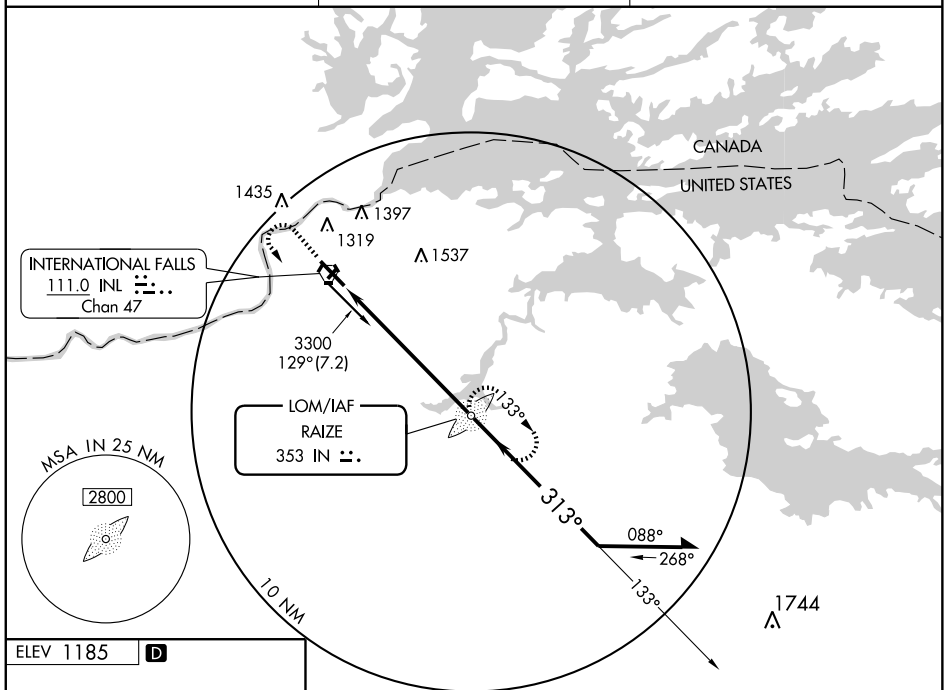 CANADA
UNITED STATES
1435
1397
1319
1537
INTERNATIONAL FALLS
111.0 INL
Chan 47
3300
129° (7.2)
LOM/IAF
RAIZE
353 IN
133°
MSA IN 25 NM
2800
313°
088°
268°
133°
10 NM
1744
ELEV 1185 D